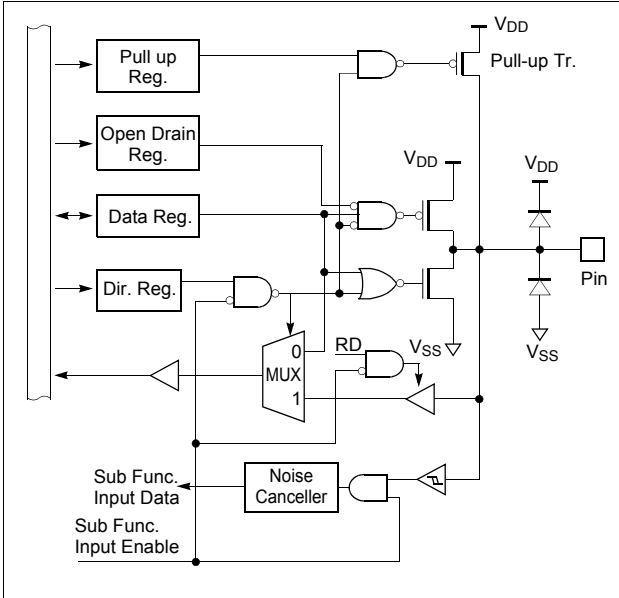 VDD
Pull up
Reg.
Pull-up Tr.
Open Drain
Reg.
VDD
VDD
Data Reg.
Dir. Reg.
Pin
0
MUX
1
RD
VSS
VSS
Sub Func.
Input Data
Noise
Canceller
Sub Func.
Input Enable